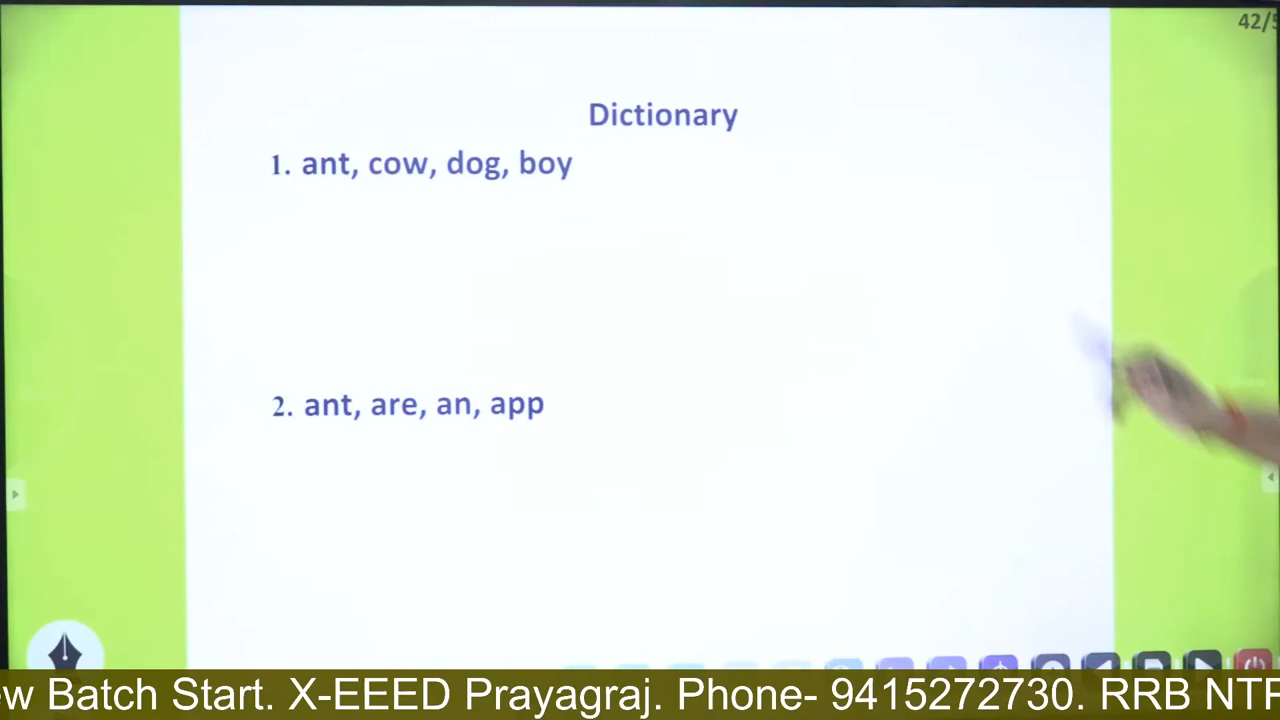 42/5
Dictionary
1. ant, cow, dog, boy
2. ant, are, an, app
Batch Start. X-EEED Prayagraj. Phone- 9415272730. RRB